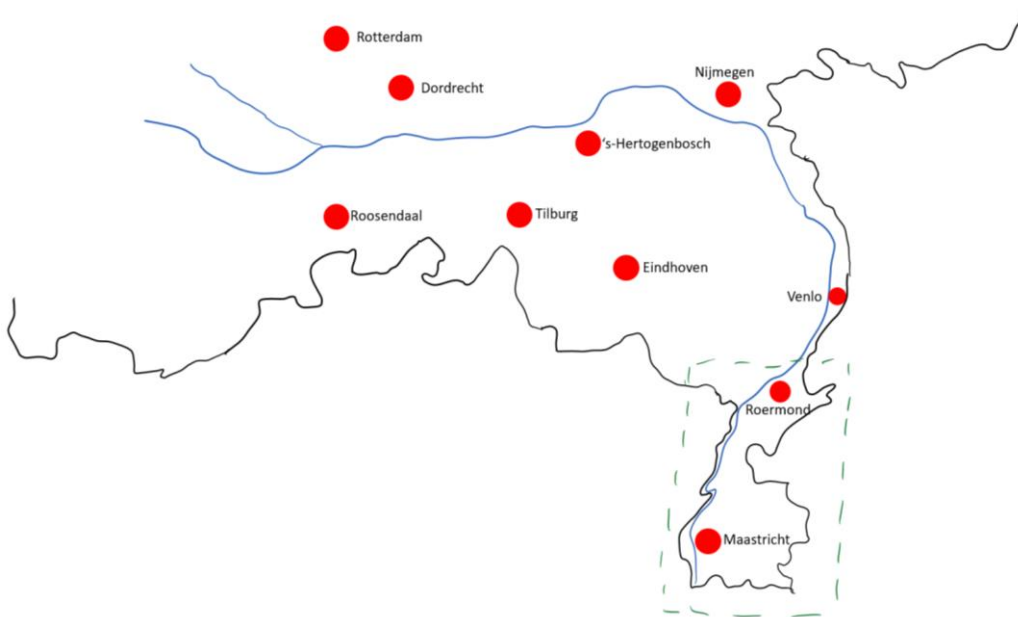 Rotterdam
Dordrecht
Nijmegen
's-Hertogenbosch
Roosendaal
Tilburg
Eindhoven
Venlo
Roermond
Maastricht